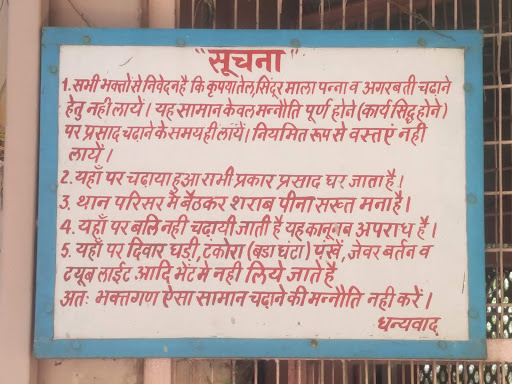 "सूचना"
1. सभी भक्तो से निवेदन है कि कृपया तेल, सिंदूर माला पन्ना व अगरबती चढाने
हेतु नही लाये। यह सामान केवल मन्नौति पूर्ण होने (कार्य सिद्ध होने)
पर प्रसाद चढाने के समय ही लायें। नियमित रूप से वस्तएं नही
लायें।
2. यहाँ पर चढाया हुआ सभी प्रकार प्रसाद घर जाता है।
3. थान परिसर मे बैठकर शराब पीना सख्त मना है।
4. यहाँ पर बलि नही चढायी जाती है यह कानूनन अपराध है।
5. यहाँ पर दिवार घडी, टंकोरा (बडा घंटा) पंखें, जेवर बर्तन व
टयूब लाईट आदि भेंट मे नही लिये जाते है
अतः भक्तगण ऐसा सामान चढाने की मन्नौति नही करें।
धन्यवाद